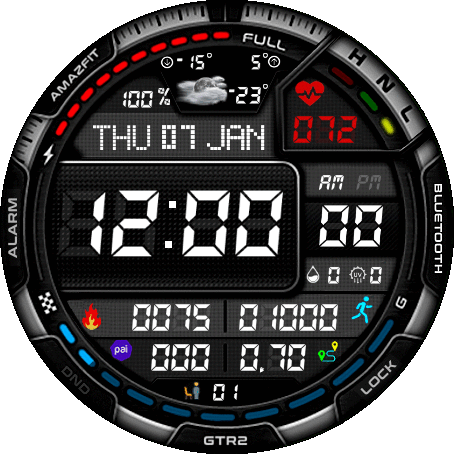 AMAZFIT
FULL
-15° 5°
100% -23°
H N L
072
THU 07 JAN
AM PM
12:00 00
ALARM
BLUETOOTH
0 UV 0
0075 01000
pai 000 0,70
G
01
DND
LOCK
GTR2